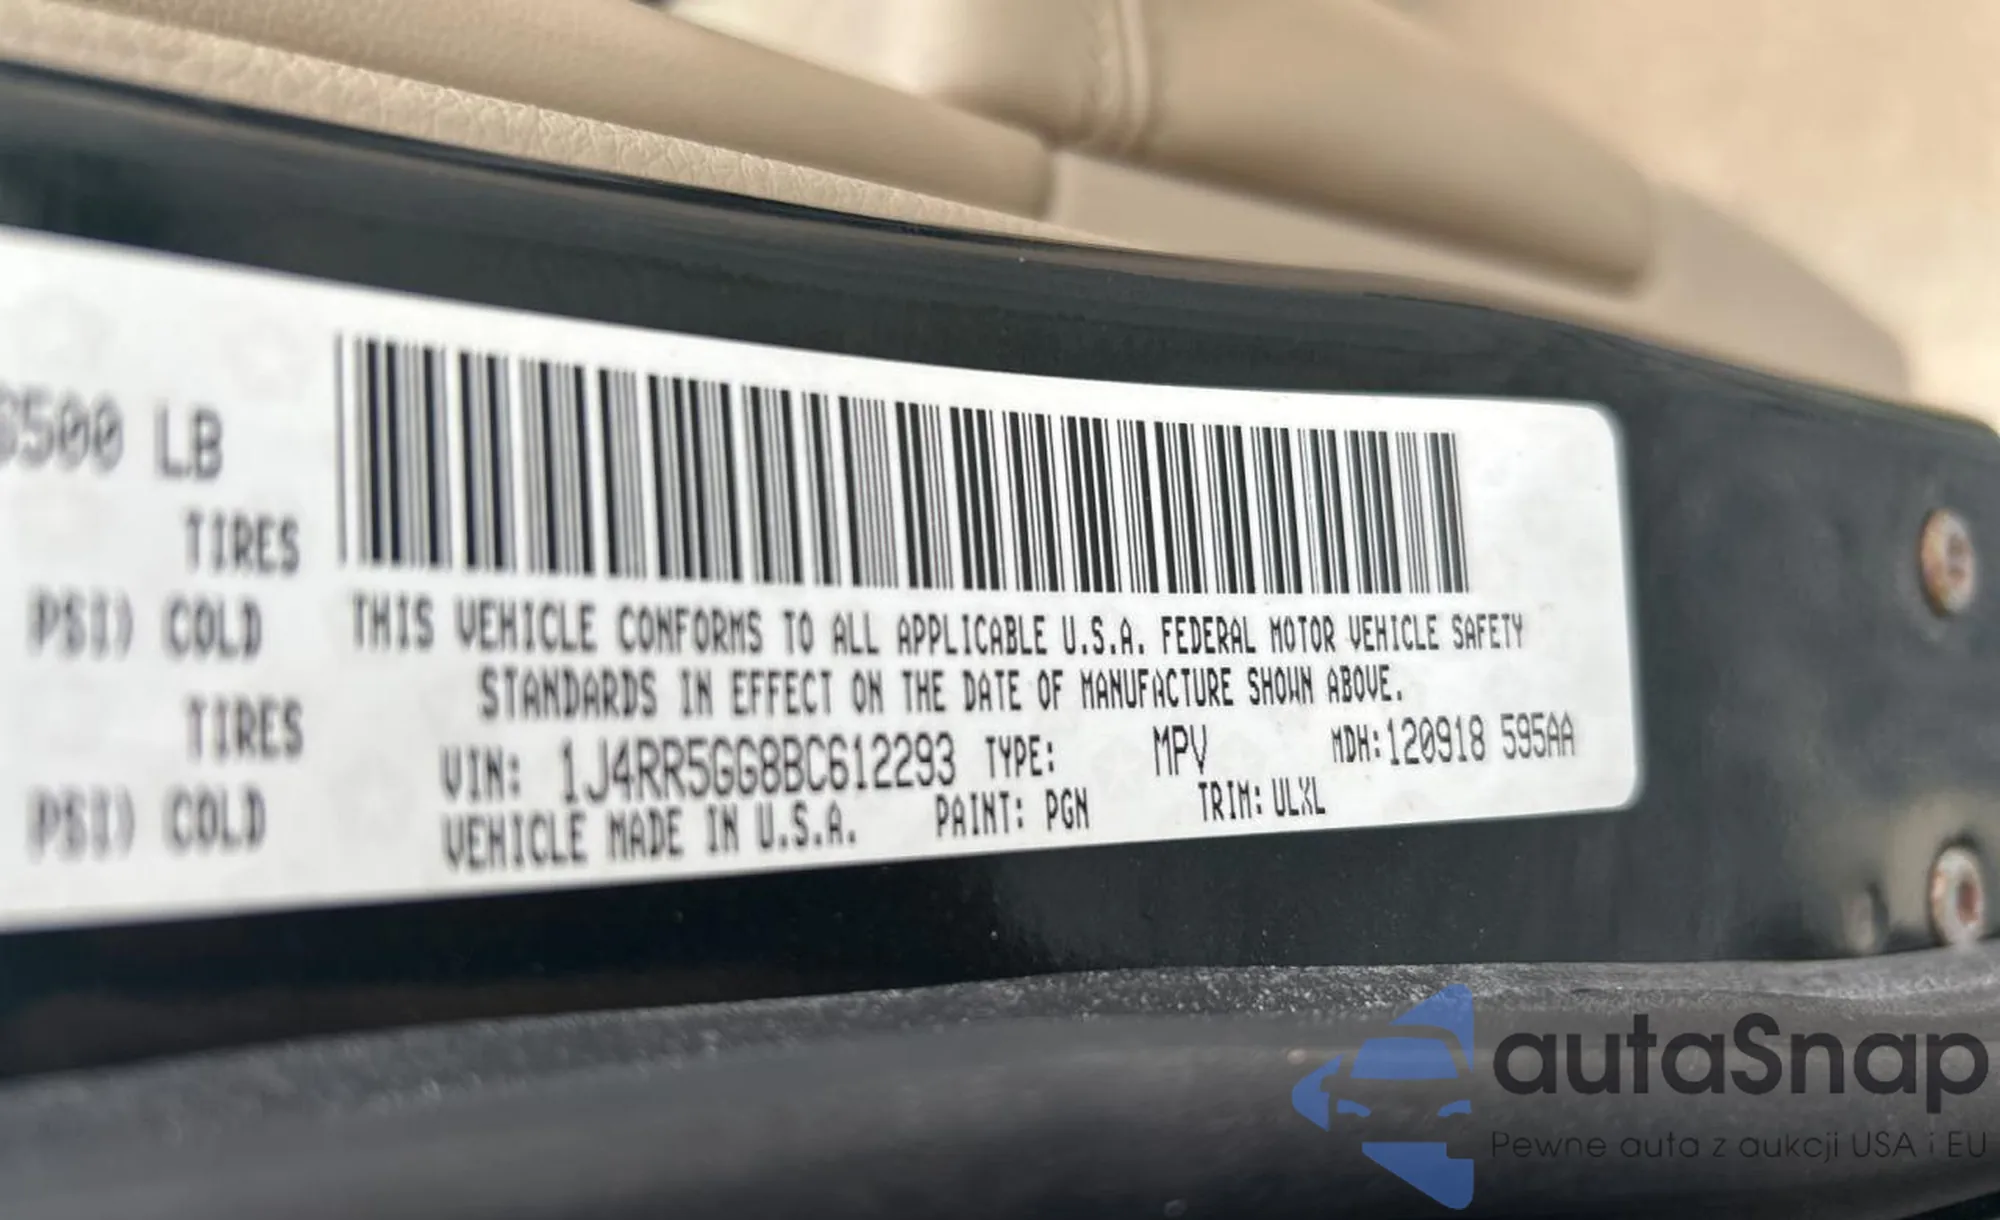 6500 LB
TIRES
PSI) COLD
TIRES
PSI) COLD
THIS VEHICLE CONFORMS TO ALL APPLICABLE U.S.A. FEDERAL MOTOR VEHICLE SAFETY
STANDARDS IN EFFECT ON THE DATE OF MANUFACTURE SHOWN ABOVE.
VIN: 1J4RR5GG8BC612293 TYPE: MPV MDH:120918 595AA
VEHICLE MADE IN U.S.A. PAINT: PGN TRIM: ULXL
autaSnap
Pewne auta z aukcji USA i EU